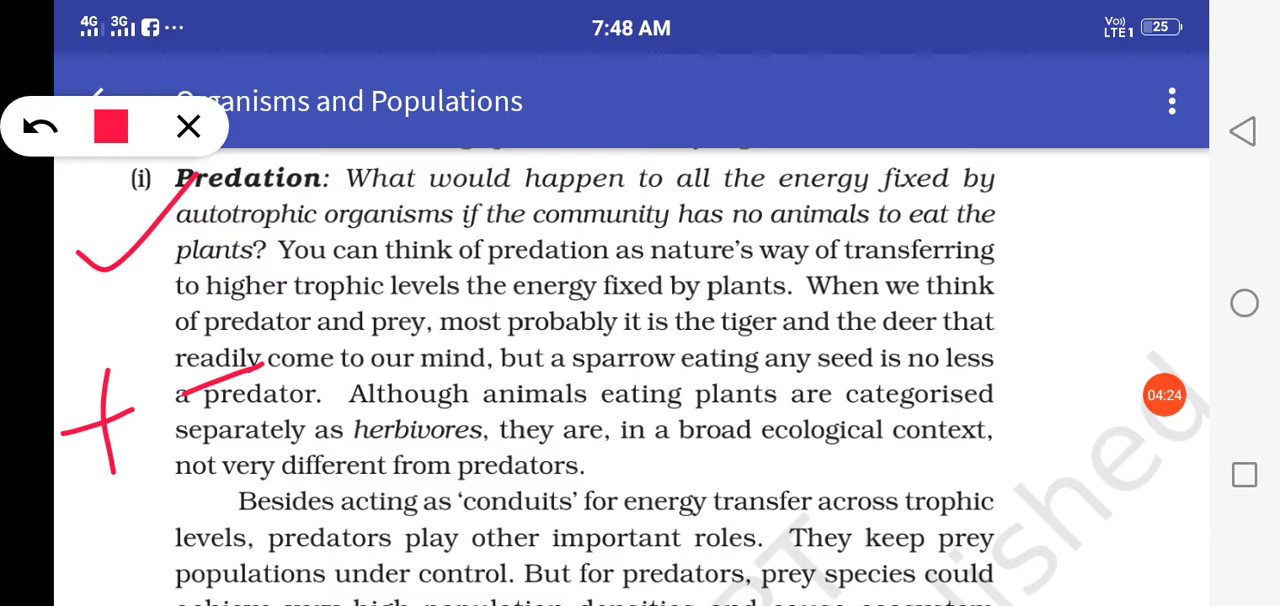 4G 3G ...
7:48 AM
Vo)) LTE 1 25
Organisms and Populations
(i) Predation: What would happen to all the energy fixed by
autotrophic organisms if the community has no animals to eat the
plants? You can think of predation as nature's way of transferring
to higher trophic levels the energy fixed by plants. When we think
of predator and prey, most probably it is the tiger and the deer that
readily come to our mind, but a sparrow eating any seed is no less
a predator. Although animals eating plants are categorised
04:24
separately as herbivores, they are, in a broad ecological context,
not very different from predators.
Besides acting as 'conduits' for energy transfer across trophic
levels, predators play other important roles. They keep prey
populations under control. But for predators, prey species could